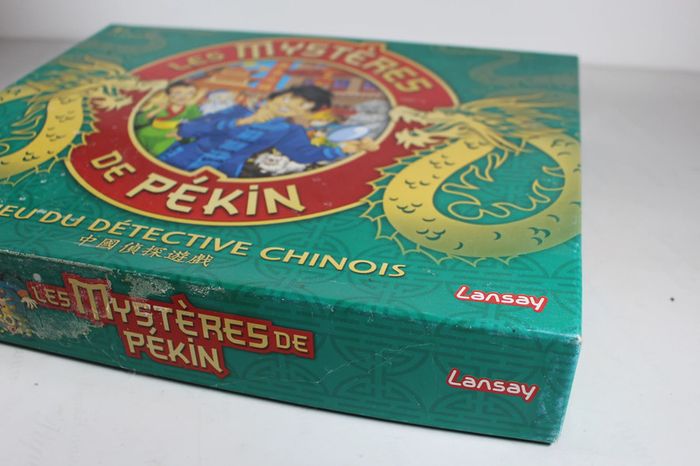 LES MYSTÈRES
DE PÉKIN
JEU DU DÉTECTIVE CHINOIS
中國偵探遊戲
Lansay
LES MYSTÈRES DE
PÉKIN
Lansay